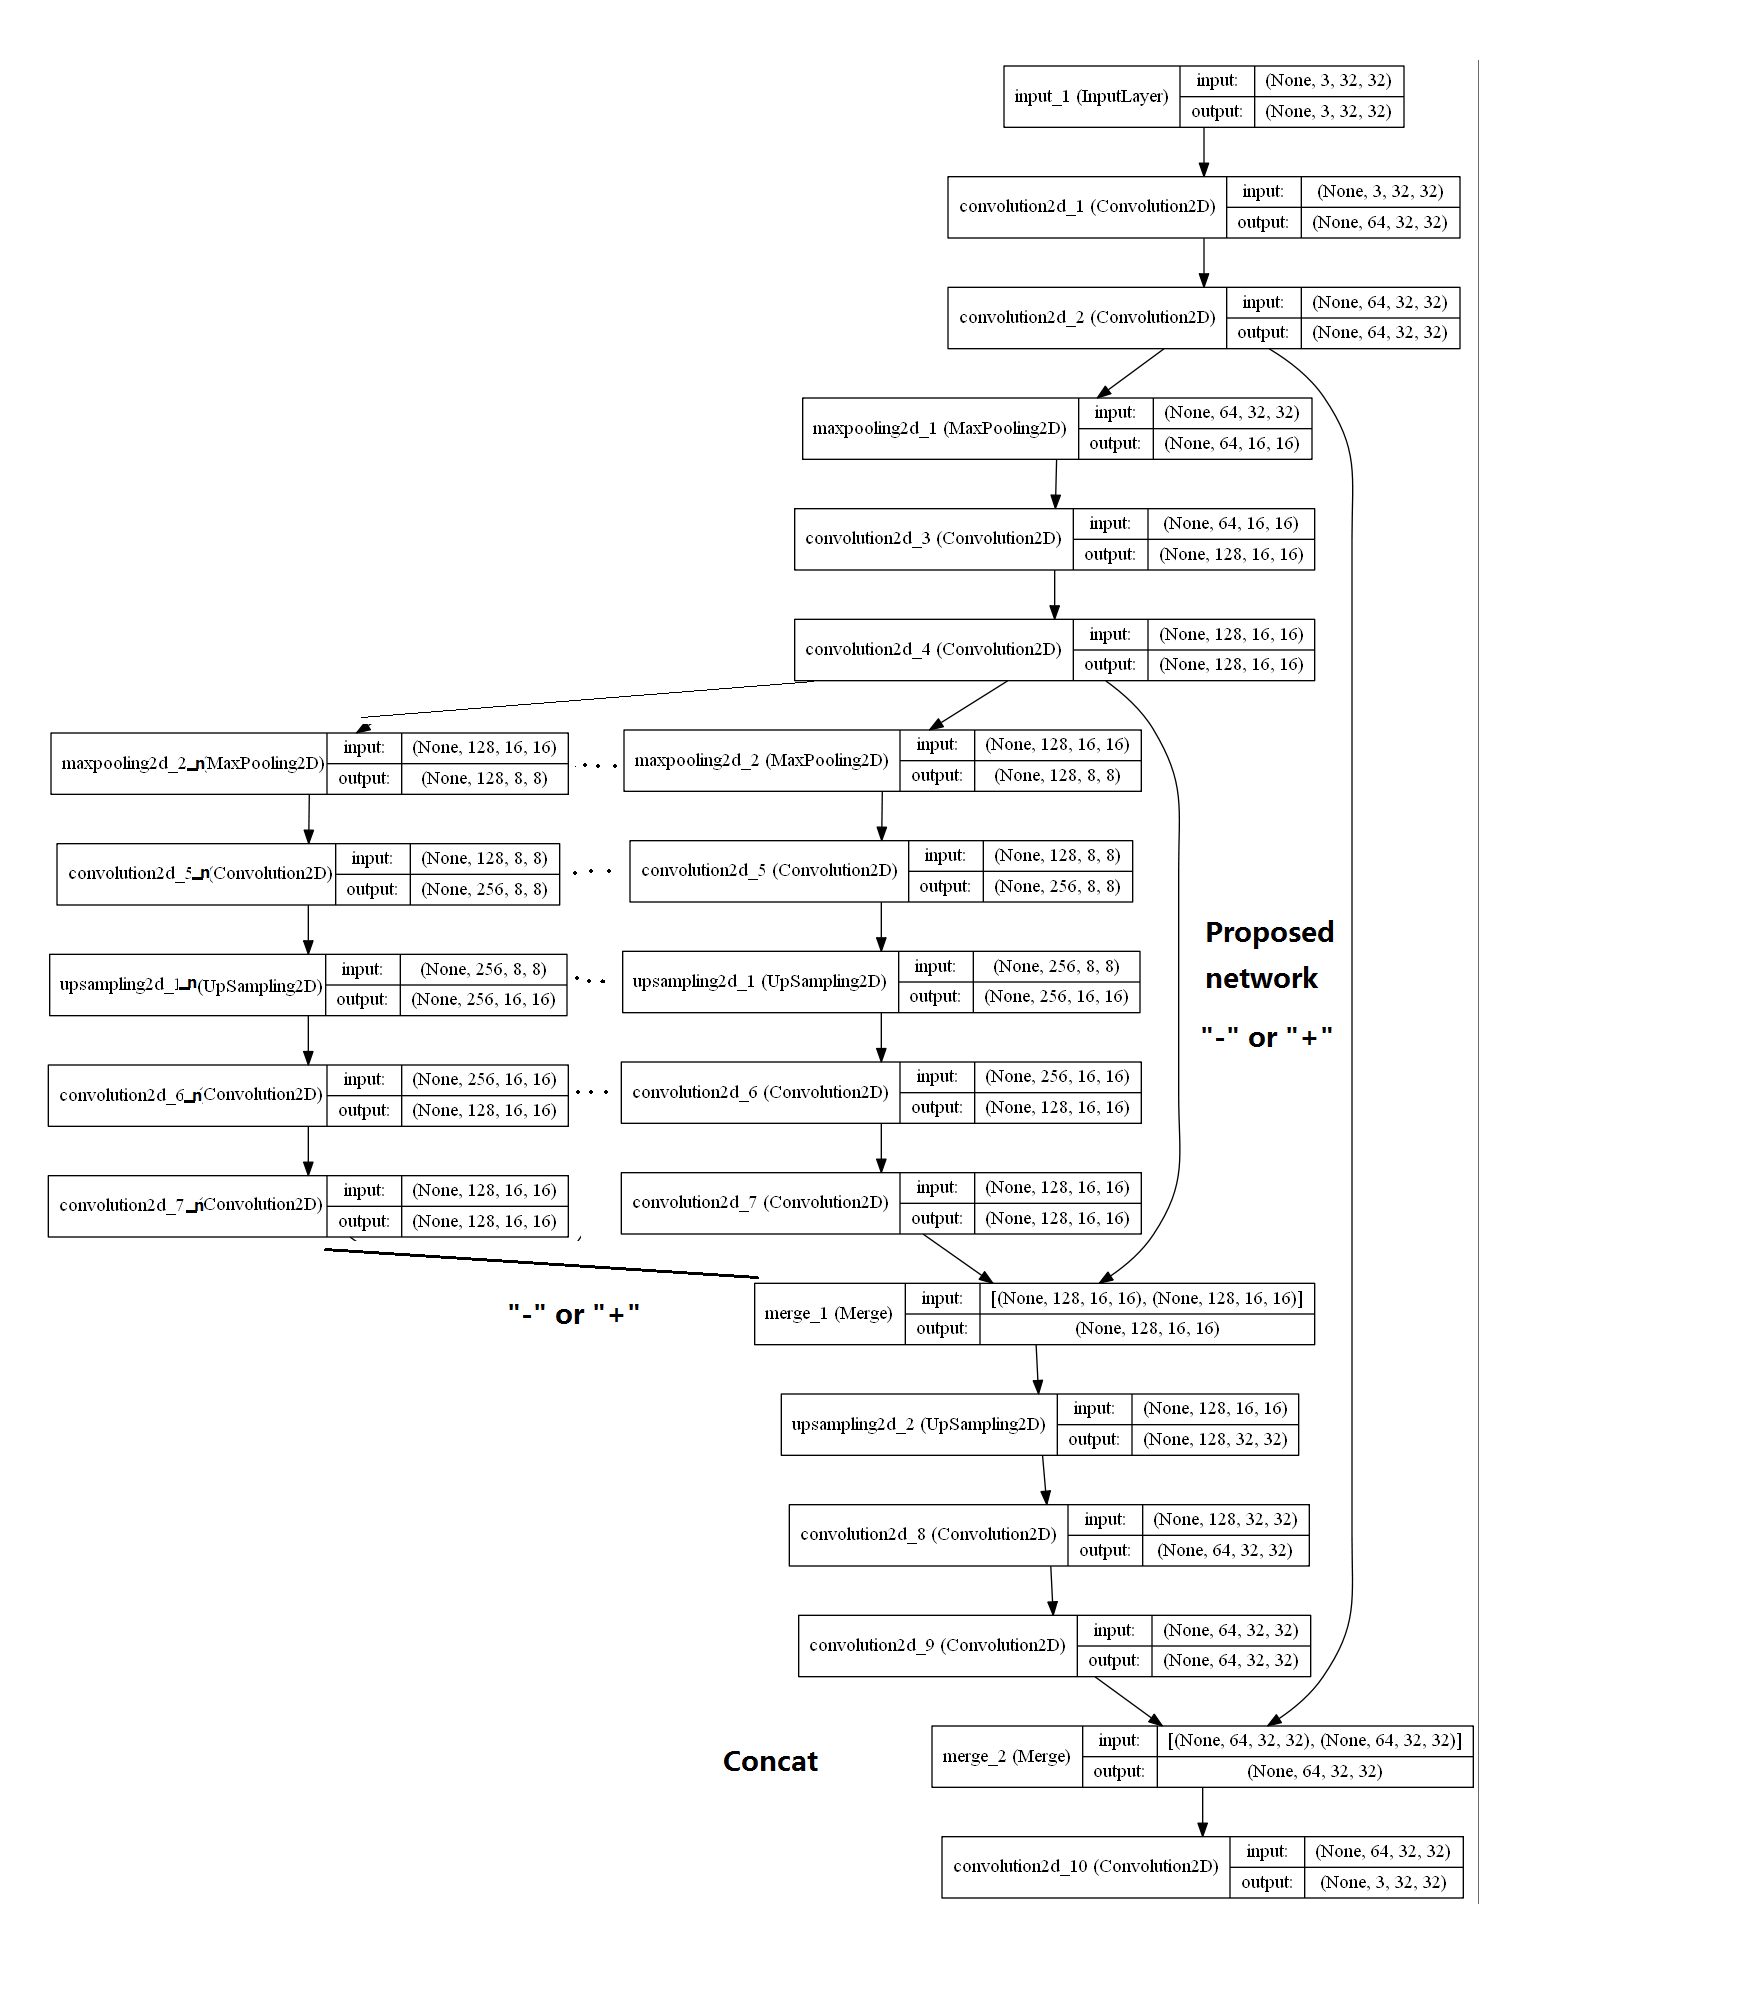 input_1 (InputLayer) input: (None, 3, 32, 32)
output: (None, 3, 32, 32)
convolution2d_1 (Convolution2D) input: (None, 3, 32, 32)
output: (None, 64, 32, 32)
convolution2d_2 (Convolution2D) input: (None, 64, 32, 32)
output: (None, 64, 32, 32)
maxpooling2d_1 (MaxPooling2D) input: (None, 64, 32, 32)
output: (None, 64, 16, 16)
convolution2d_3 (Convolution2D) input: (None, 64, 16, 16)
output: (None, 128, 16, 16)
convolution2d_4 (Convolution2D) input: (None, 128, 16, 16)
output: (None, 128, 16, 16)
maxpooling2d_2_n(MaxPooling2D) input: (None, 128, 16, 16)
output: (None, 128, 8, 8)
. . . .
maxpooling2d_2 (MaxPooling2D) input: (None, 128, 16, 16)
output: (None, 128, 8, 8)
convolution2d_5_n(Convolution2D) input: (None, 128, 8, 8)
output: (None, 256, 8, 8)
. . .
convolution2d_5 (Convolution2D) input: (None, 128, 8, 8)
output: (None, 256, 8, 8)
upsampling2d_1_n(UpSampling2D) input: (None, 256, 8, 8)
output: (None, 256, 16, 16)
. . .
upsampling2d_1 (UpSampling2D) input: (None, 256, 8, 8)
output: (None, 256, 16, 16)
convolution2d_6_n(Convolution2D) input: (None, 256, 16, 16)
output: (None, 128, 16, 16)
. . .
convolution2d_6 (Convolution2D) input: (None, 256, 16, 16)
output: (None, 128, 16, 16)
convolution2d_7_n(Convolution2D) input: (None, 128, 16, 16)
output: (None, 128, 16, 16)
convolution2d_7 (Convolution2D) input: (None, 128, 16, 16)
output: (None, 128, 16, 16)
Proposed
network
"-" or "+"
"-" or "+"
merge_1 (Merge) input: [(None, 128, 16, 16), (None, 128, 16, 16)]
output: (None, 128, 16, 16)
upsampling2d_2 (UpSampling2D) input: (None, 128, 16, 16)
output: (None, 128, 32, 32)
convolution2d_8 (Convolution2D) input: (None, 128, 32, 32)
output: (None, 64, 32, 32)
convolution2d_9 (Convolution2D) input: (None, 64, 32, 32)
output: (None, 64, 32, 32)
Concat
merge_2 (Merge) input: [(None, 64, 32, 32), (None, 64, 32, 32)]
output: (None, 64, 32, 32)
convolution2d_10 (Convolution2D) input: (None, 64, 32, 32)
output: (None, 3, 32, 32)